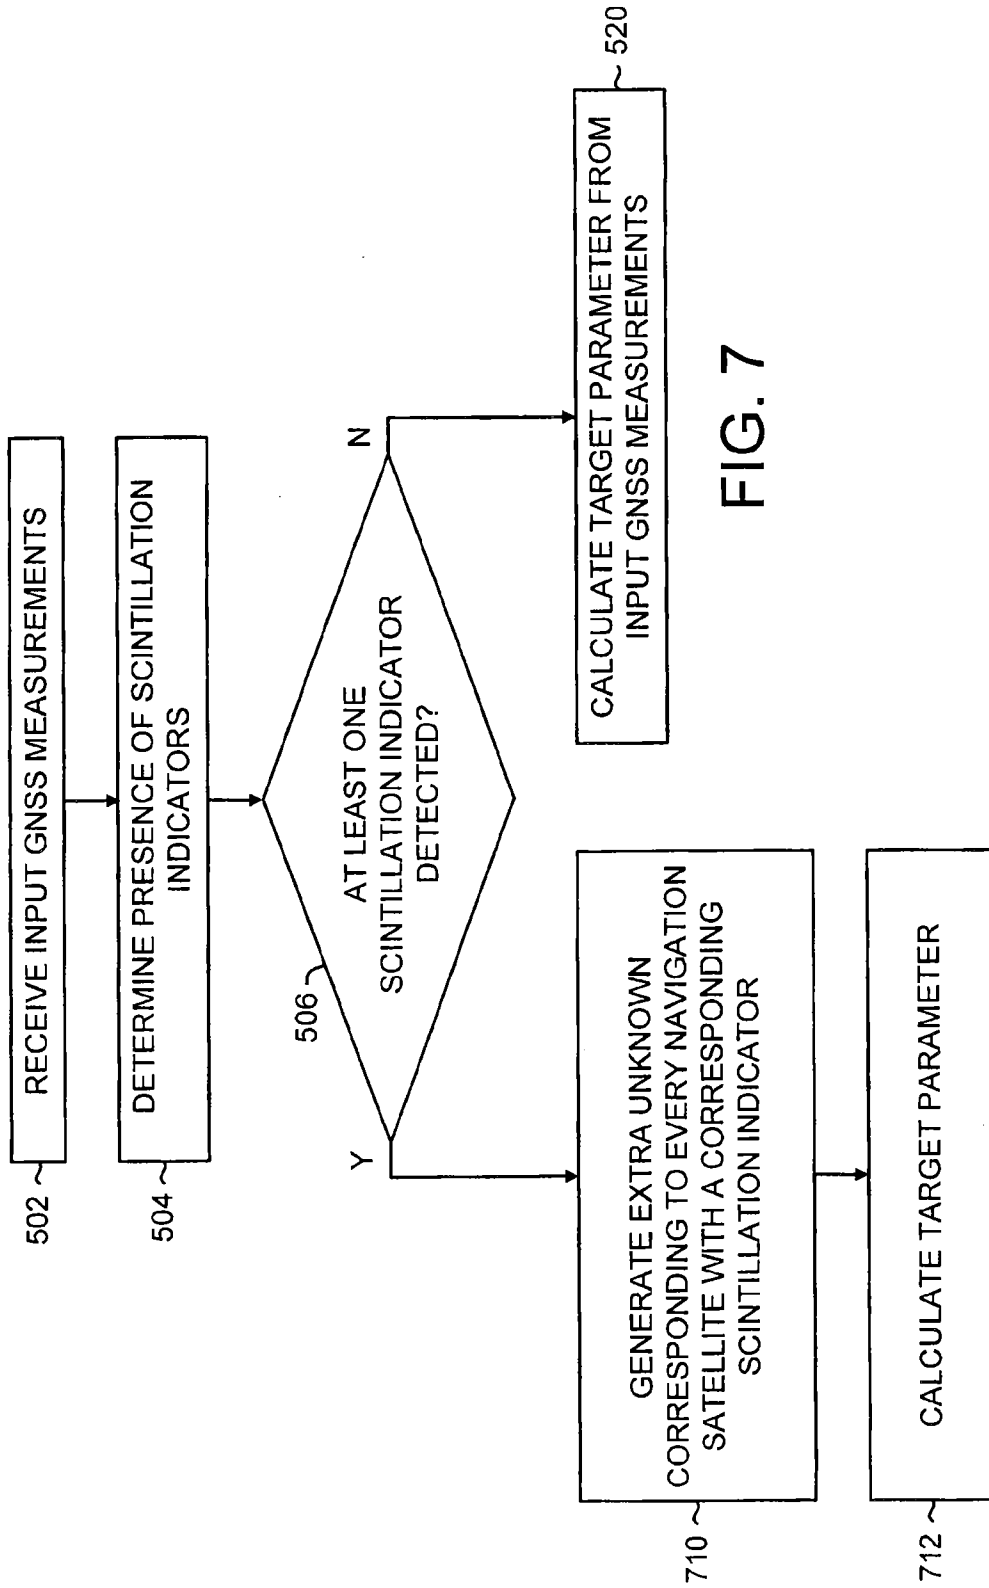 502
RECEIVE INPUT GNSS MEASUREMENTS
504
DETERMINE PRESENCE OF SCINTILLATION
INDICATORS
506
AT LEAST ONE
SCINTILLATION INDICATOR
DETECTED?
Y
N
710
GENERATE EXTRA UNKNOWN
CORRESPONDING TO EVERY NAVIGATION
SATELLITE WITH A CORRESPONDING
SCINTILLATION INDICATOR
CALCULATE TARGET PARAMETER FROM
INPUT GNSS MEASUREMENTS
520
712
CALCULATE TARGET PARAMETER
FIG. 7